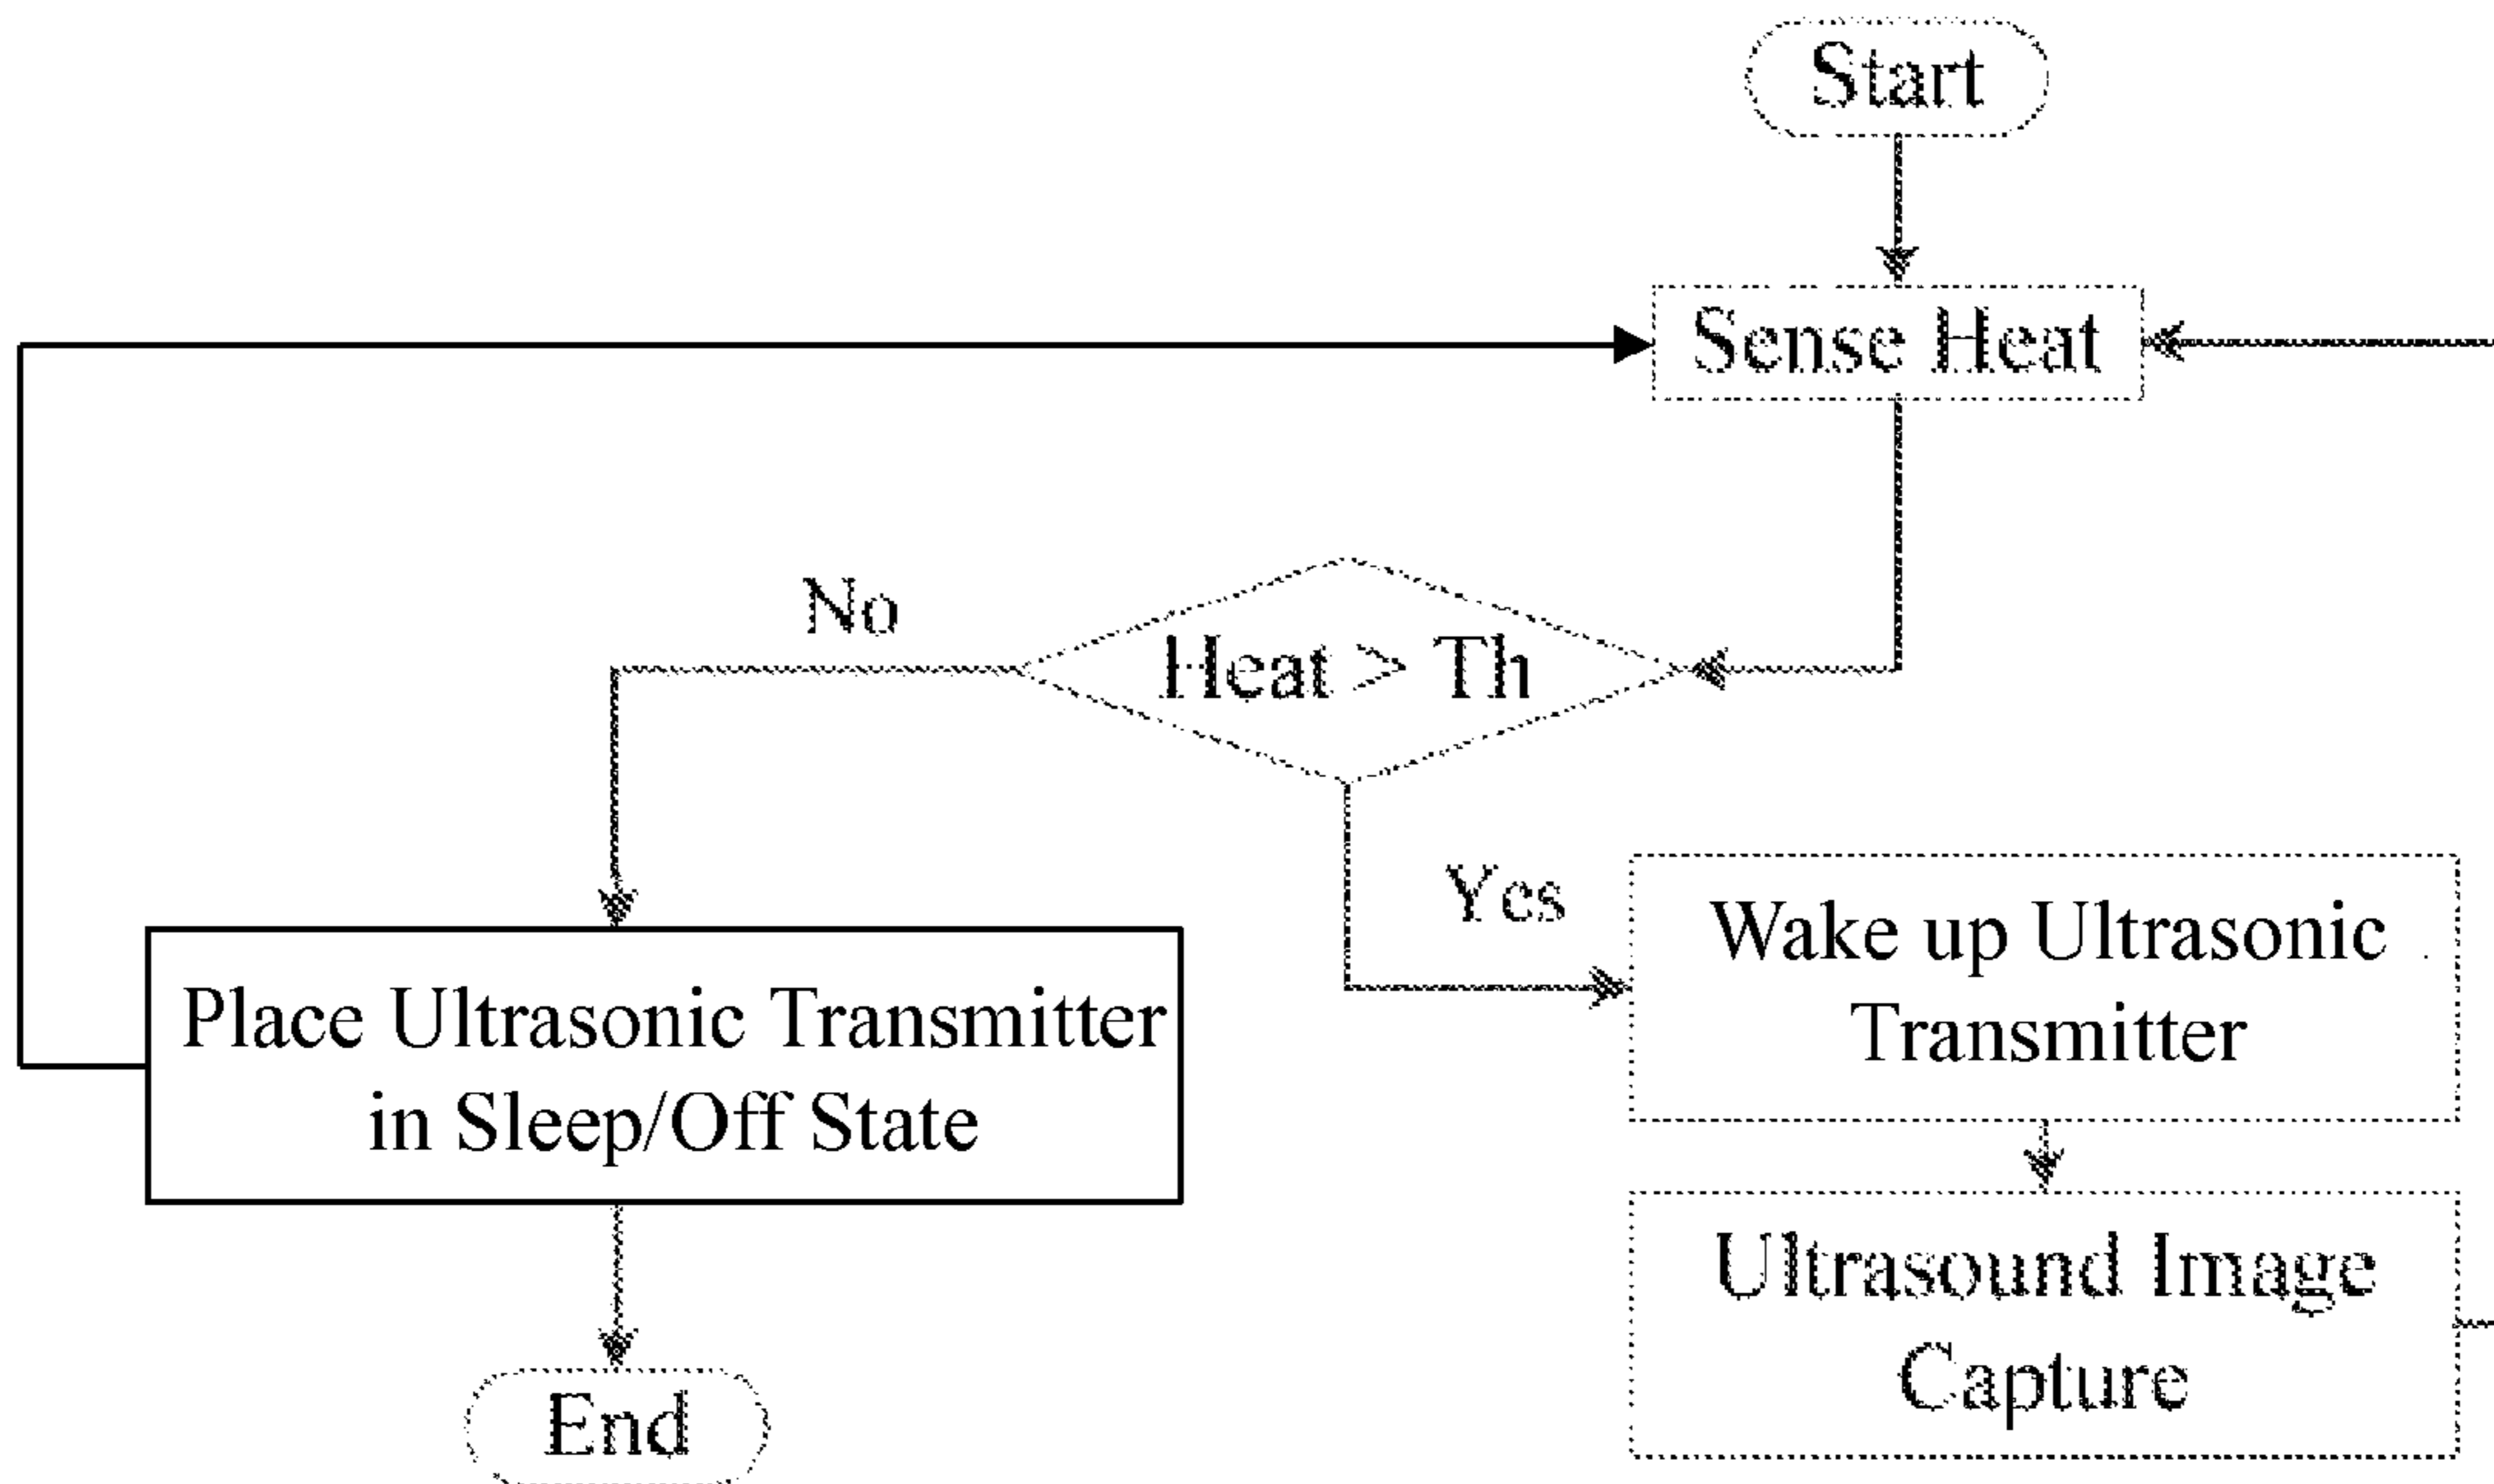 Start
Sense Heat
No
Heat > Th
Yes
Wake up Ultrasonic
Transmitter
Place Ultrasonic Transmitter
in Sleep/Off State
Ultrasound Image
Capture
End